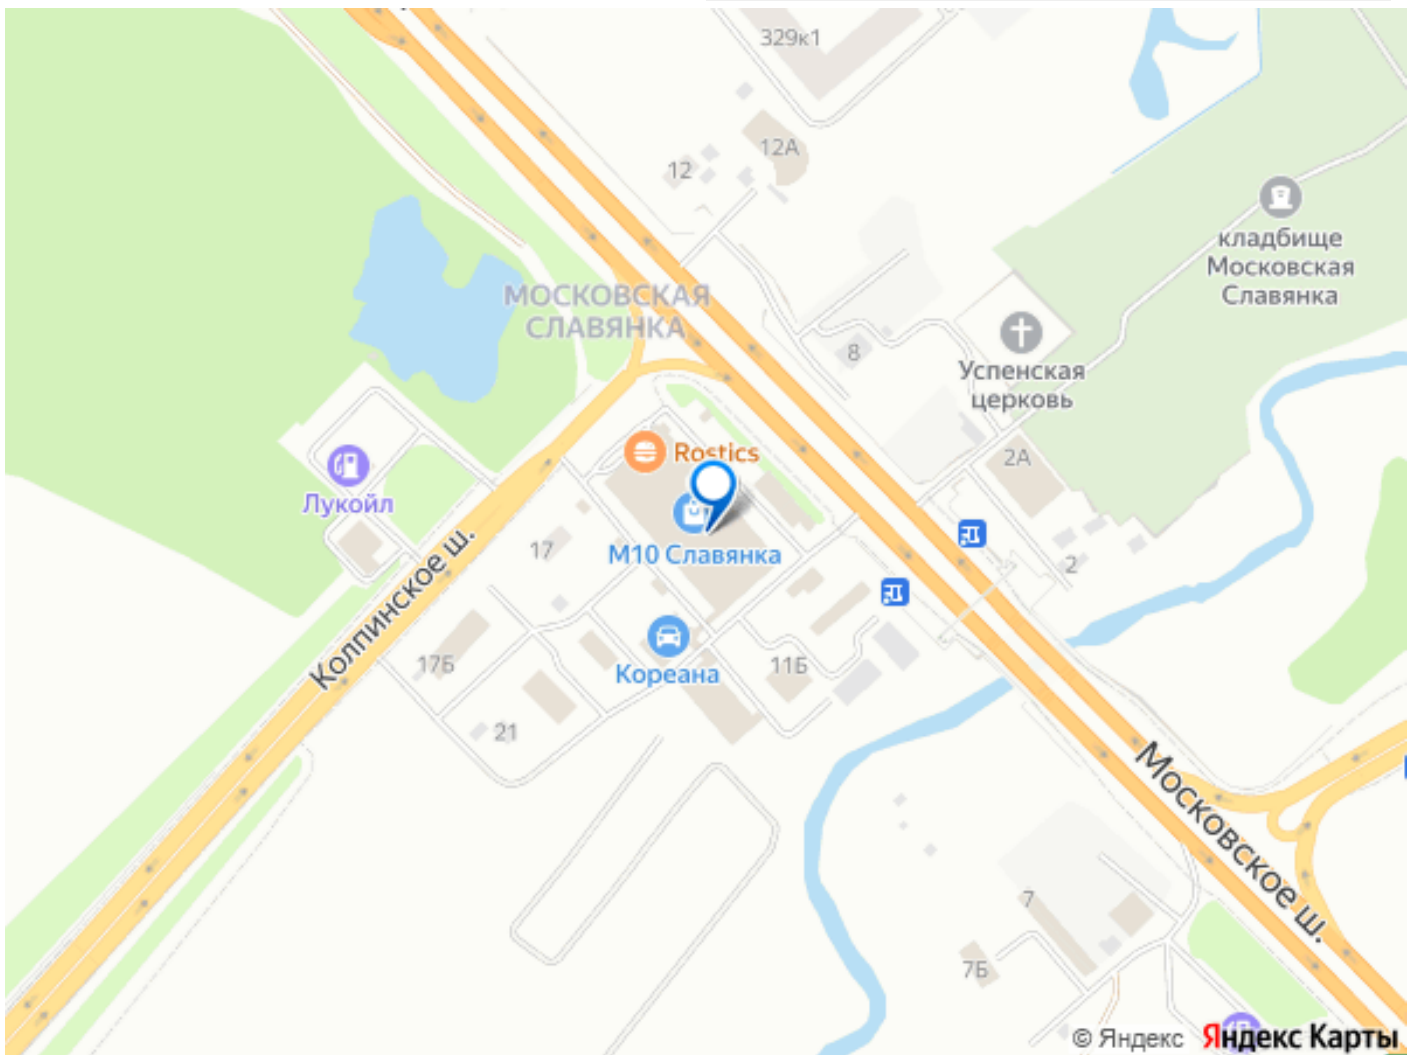 329к1
12А
12
кладбище
Московская
Славянка
МОСКОВСКАЯ
СЛАВЯНКА
8
Успенская
церковь
Rostics
2А
Лукойл
17
М10 Славянка
2
Колпинское ш.
17Б
Кореана
11Б
21
Московское ш.
7
7Б
© Яндекс Яндекс Карты